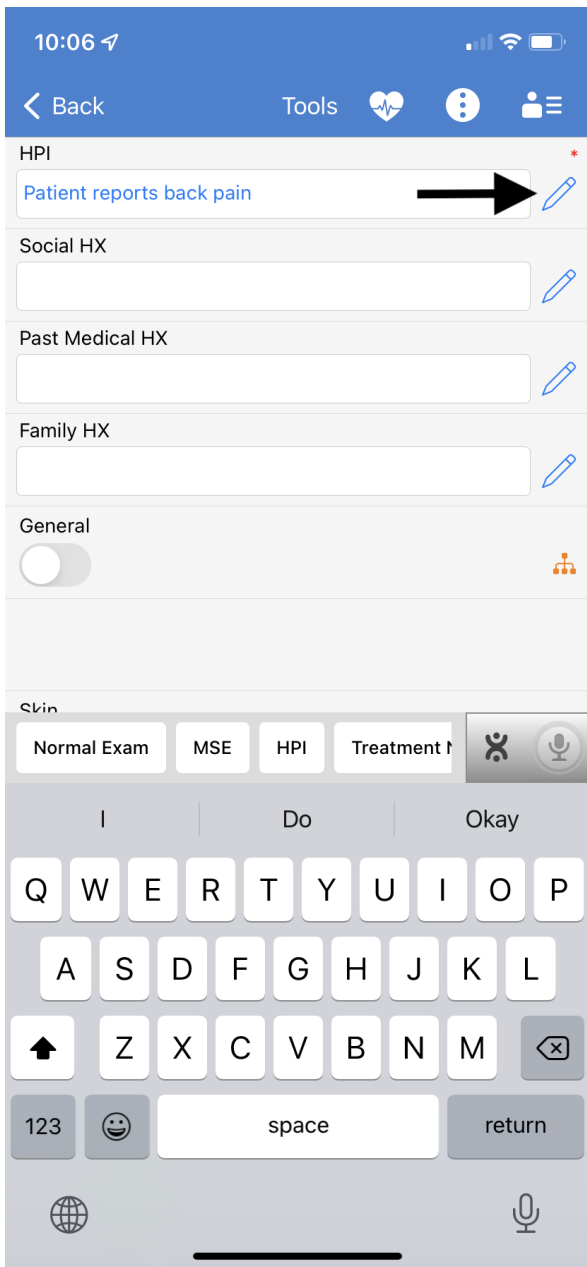 10:06
Back Tools
HPI *
Patient reports back pain
Social HX
Past Medical HX
Family HX
General
Skin
Normal Exam MSE HPI Treatment N
I Do Okay
Q W E R T Y U I O P
A S D F G H J K L
Z X C V B N M
123 space return